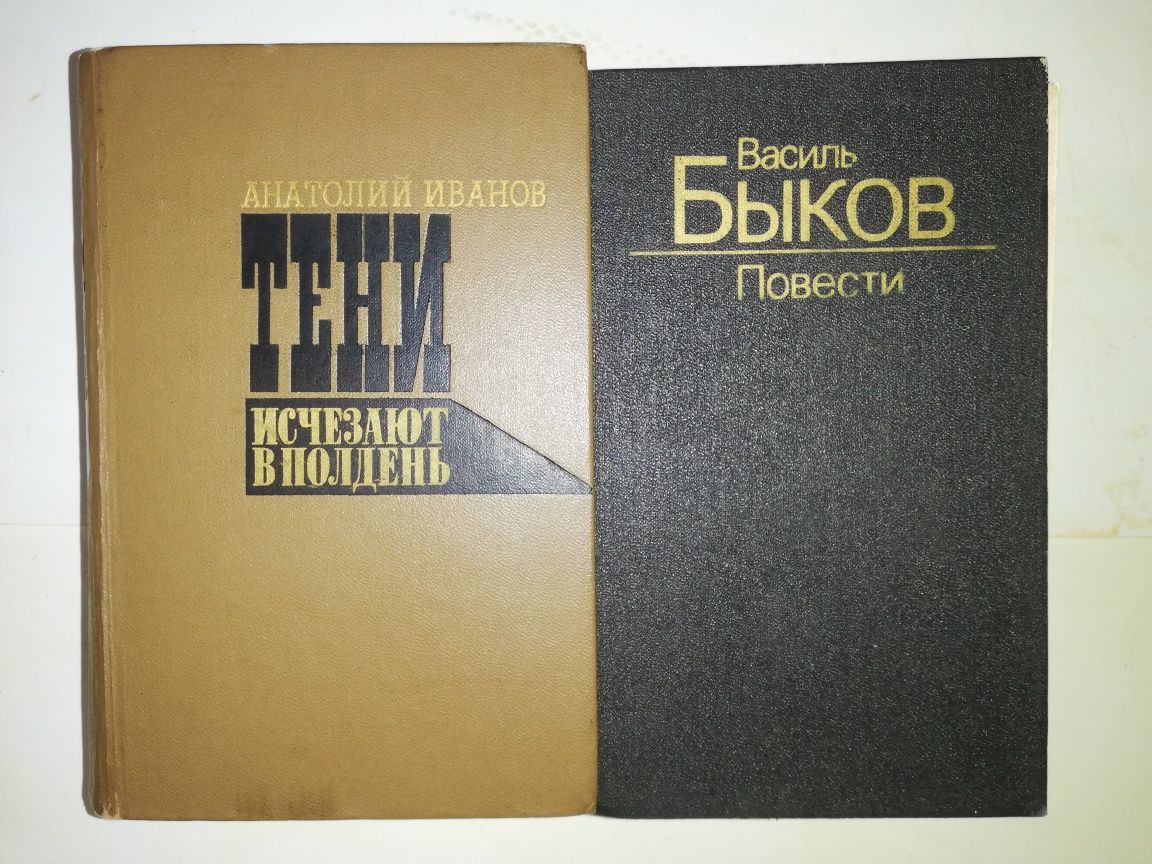 АНАТОЛИЙ ИВАНОВ
ТЕНИ
ИСЧЕЗАЮТ
В ПОЛДЕНЬ
Василь
Быков
Повести